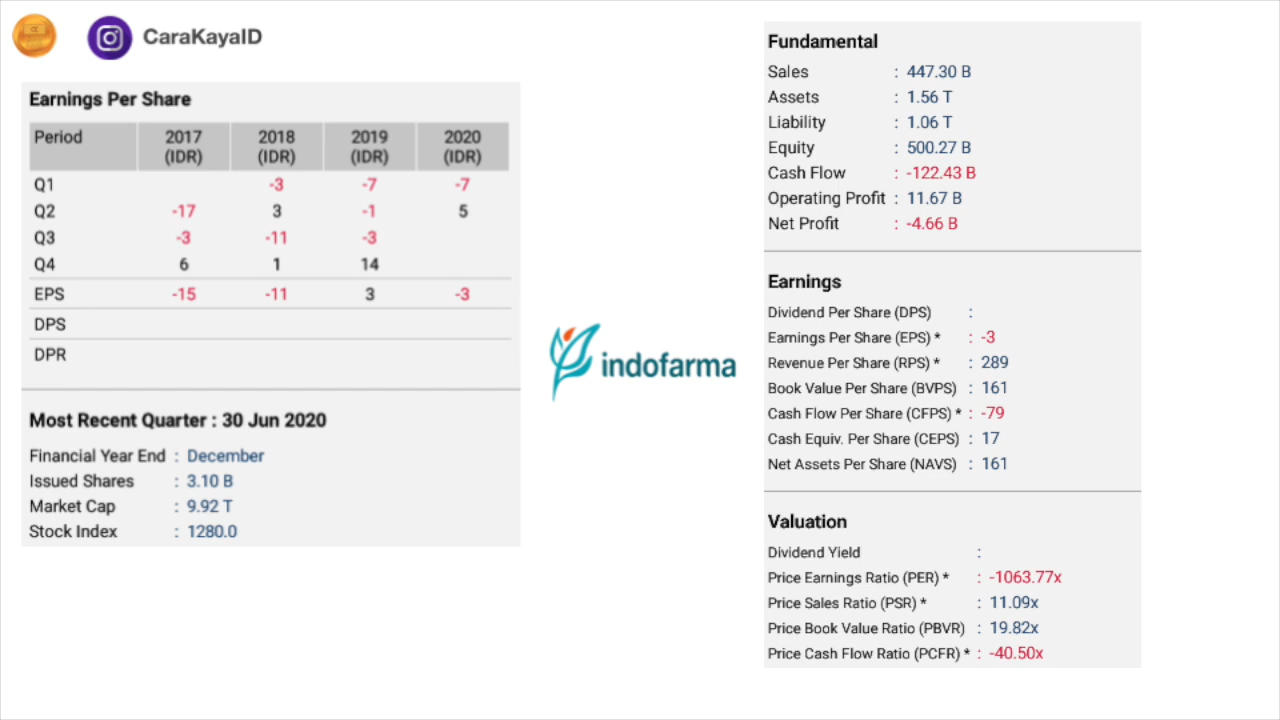 CaraKayaID
Earnings Per Share
Period 2017 (IDR) 2018 (IDR) 2019 (IDR) 2020 (IDR)
Q1 -3 -7 -7
Q2 -17 3 -1 5
Q3 -3 -11 -3
Q4 6 1 14
EPS -15 -11 3 -3
DPS
DPR
Most Recent Quarter : 30 Jun 2020
Financial Year End : December
Issued Shares : 3.10 B
Market Cap : 9.92 T
Stock Index : 1280.0
indofarma
Fundamental
Sales : 447.30 B
Assets : 1.56 T
Liability : 1.06 T
Equity : 500.27 B
Cash Flow : -122.43 B
Operating Profit : 11.67 B
Net Profit : -4.66 B
Earnings
Dividend Per Share (DPS) :
Earnings Per Share (EPS) * : -3
Revenue Per Share (RPS) * : 289
Book Value Per Share (BVPS) : 161
Cash Flow Per Share (CFPS) * : -79
Cash Equiv. Per Share (CEPS) : 17
Net Assets Per Share (NAVS) : 161
Valuation
Dividend Yield :
Price Earnings Ratio (PER) * : -1063.77x
Price Sales Ratio (PSR) * : 11.09x
Price Book Value Ratio (PBVR) : 19.82x
Price Cash Flow Ratio (PCFR) * : -40.50x